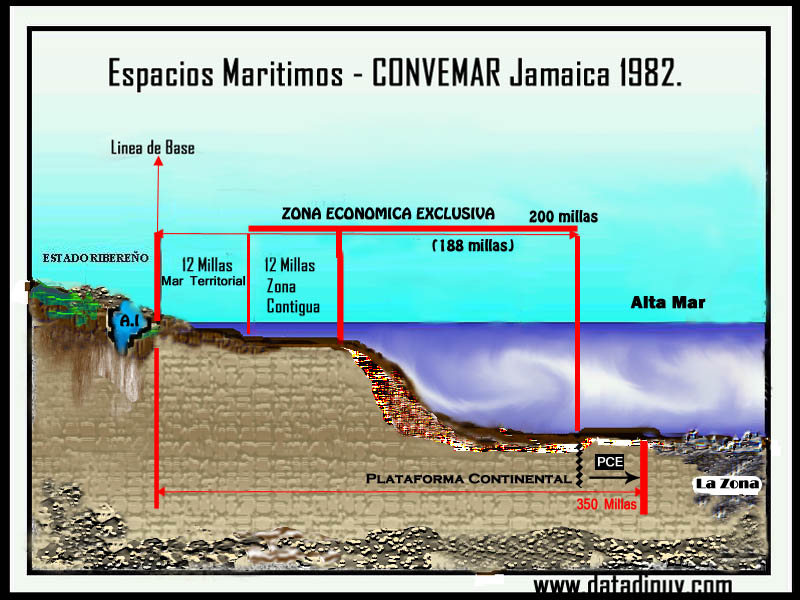 Espacios Maritimos - CONVEMAR Jamaica 1982.
Linea de Base
ZONA ECONOMICA EXCLUSIVA
200 millas
(188 millas)
ESTADO RIBEREÑO
12 Millas
Mar Territorial
12 Millas
Zona
Contigua
Alta Mar
A.I
PCE
PLATAFORMA CONTINENTAL
La Zona
350 Millas
www.datadipuy.com